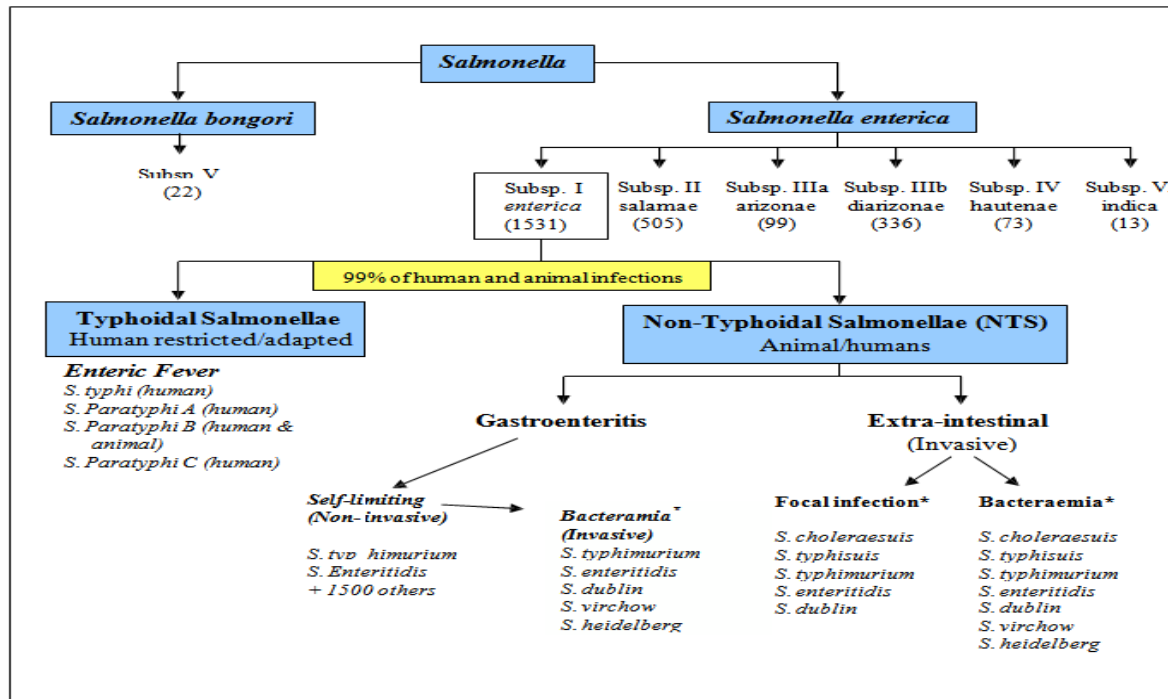 Salmonella
Salmonella bongori
Salmonella enterica
Subsp. V
(22)
Subsp. I
enterica
(1531)
Subsp. II
salamae
(505)
Subsp. IIIa
arizonae
(99)
Subsp. IIIb
diarizonae
(336)
Subsp. IV
hautenae
(73)
Subsp. V
indica
(13)
99% of human and animal infections
Typhoidal Salmonellae
Human restricted/adapted
Non-Typhoidal Salmonellae (NTS)
Animal/humans
Enteric Fever
S. typhi (human)
S. Paratyphi A (human)
S. Paratyphi B (human &
animal)
S. Paratyphi C (human)
Gastroenteritis
Extra-intestinal
(Invasive)
Self-limiting
(Non-invasive)
S. typ himurium
S. Enteritidis
+ 1500 others
Bacteramia*
(Invasive)
S. typhimurium
S. enteritidis
S. dublin
S. virchow
S. heidelberg
Focal infection*
S. choleraesuis
S. typhisuis
S. typhimurium
S. enteritidis
S. dublin
Bacteraemia*
S. choleraesuis
S. typhisuis
S. typhimurium
S. enteritidis
S. dublin
S. virchow
S. heidelberg